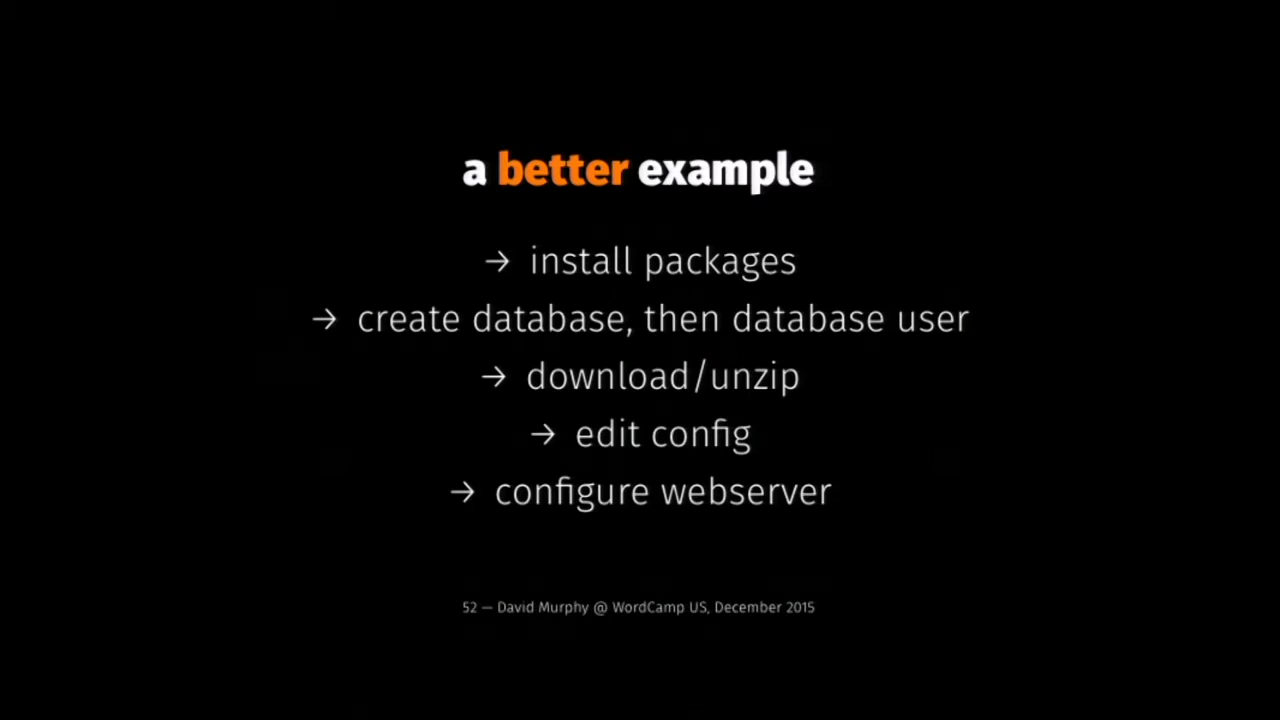 a better example
→ install packages
→ create database, then database user
→ download/unzip
→ edit config
→ configure webserver
52 — David Murphy @ WordCamp US, December 2015